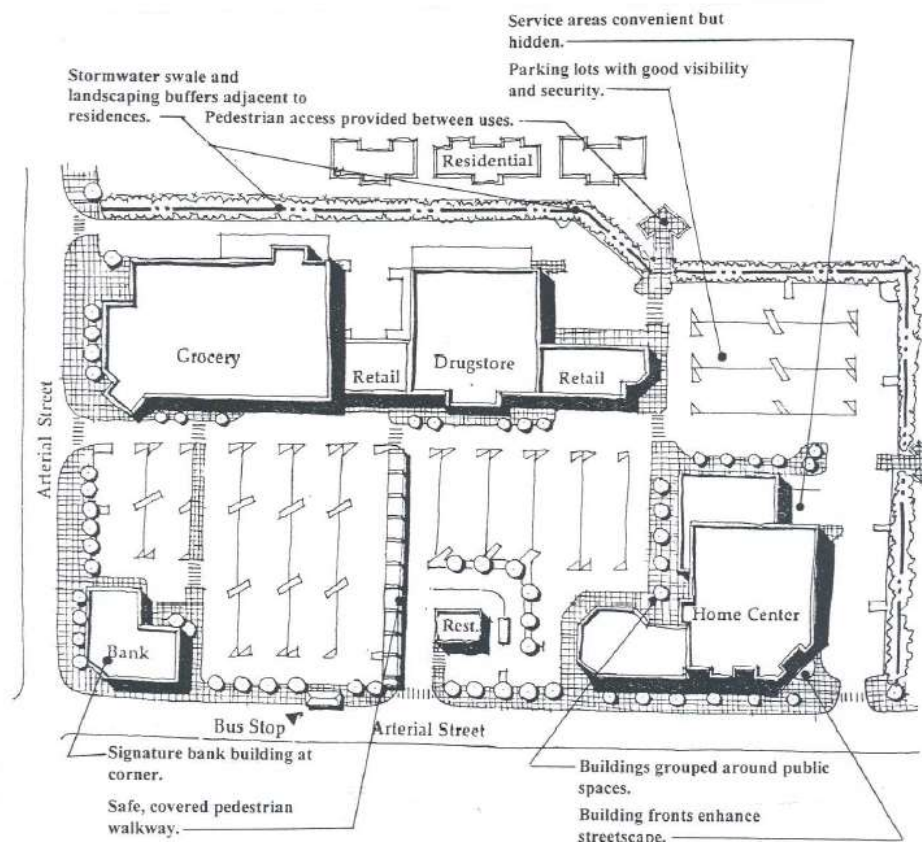 Service areas convenient but
hidden.
Parking lots with good visibility
and security.
Stormwater swale and
landscaping buffers adjacent to
residences.
Pedestrian access provided between uses.
Residential
Grocery
Retail
Drugstore
Retail
Arterial Street
Home Center
Rest.
Bank
Bus Stop
Arterial Street
Signature bank building at
corner.
Safe, covered pedestrian
walkway.
Buildings grouped around public
spaces.
Building fronts enhance
streetscape.